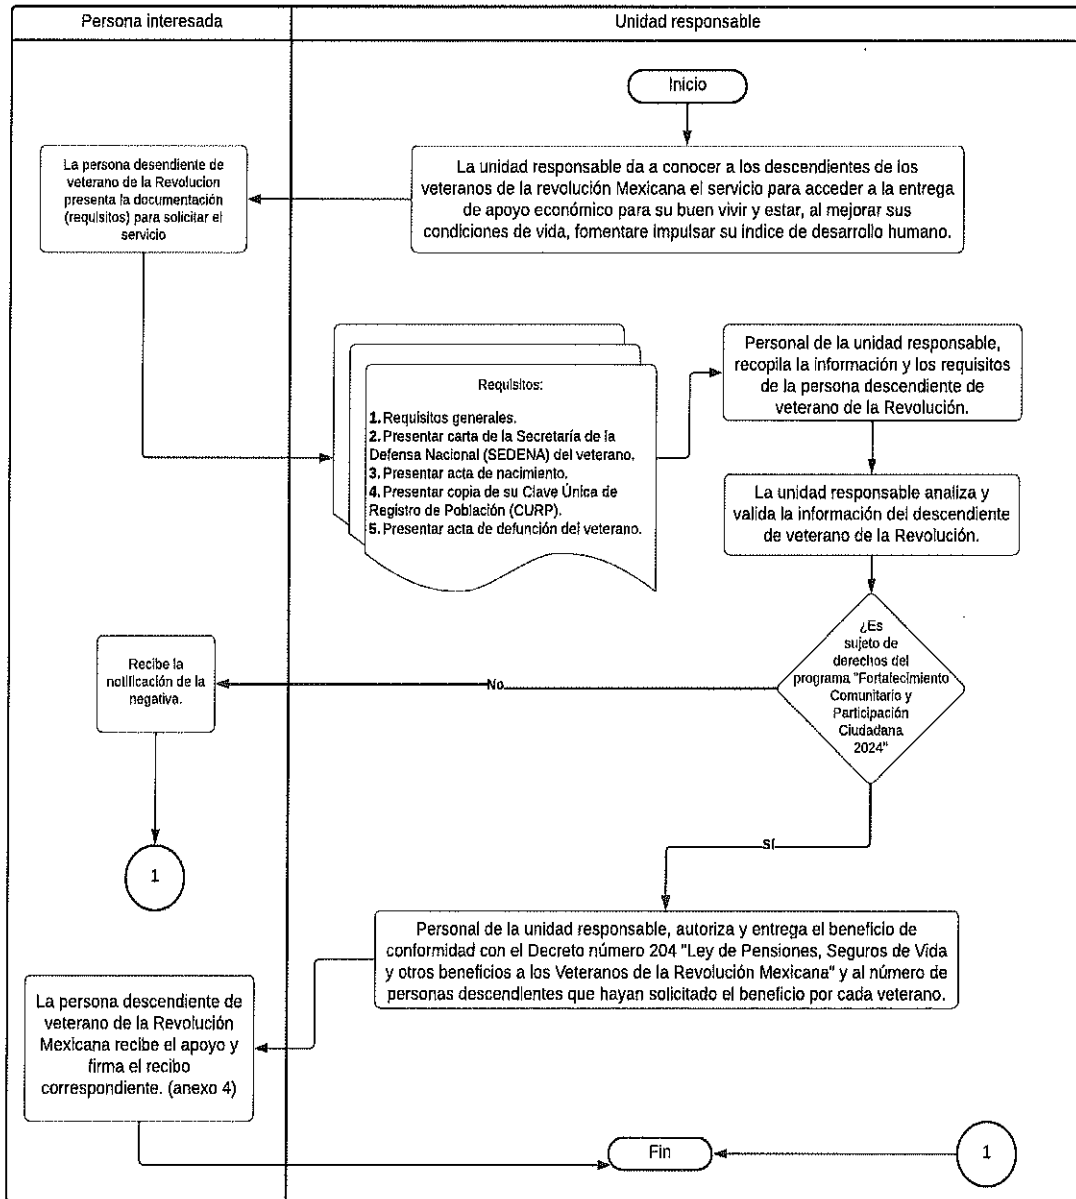 Persona interesada
Unidad responsable
Inicio
La unidad responsable da a conocer a los descendientes de los
veteranos de la revolución Mexicana el servicio para acceder a la entrega
de apoyo económico para su buen vivir y estar, al mejorar sus
condiciones de vida, fomentare impulsar su indice de desarrollo humano.
La persona desendiente de
veterano de la Revolucion
presenta la documentación
(requisitos) para solicitar el
servicio
Requisitos:
1. Requisitos generales.
2. Presentar carta de la Secretaría de la
Defensa Nacional (SEDENA) del veterano.
3. Presentar acta de nacimiento.
4. Presentar copia de su Clave Única de
Registro de Población (CURP).
5. Presentar acta de defunción del veterano.
Personal de la unidad responsable,
recopila la información y los requisitos
de la persona descendiente de
veterano de la Revolución.
La unidad responsable analiza y
valida la información del descendiente
de veterano de la Revolución.
¿Es
sujeto de
derechos del
programa "Fortalecimiento
Comunitario y
Participación
Ciudadana
2024"
No
Recibe la
notificación de la
negativa.
1
Sí
Personal de la unidad responsable, autoriza y entrega el beneficio de
conformidad con el Decreto número 204 "Ley de Pensiones, Seguros de Vida
y otros beneficios a los Veteranos de la Revolución Mexicana" y al número de
personas descendientes que hayan solicitado el beneficio por cada veterano.
La persona descendiente de
veterano de la Revolución
Mexicana recibe el apoyo y
firma el recibo
correspondiente. (anexo 4)
Fin
1